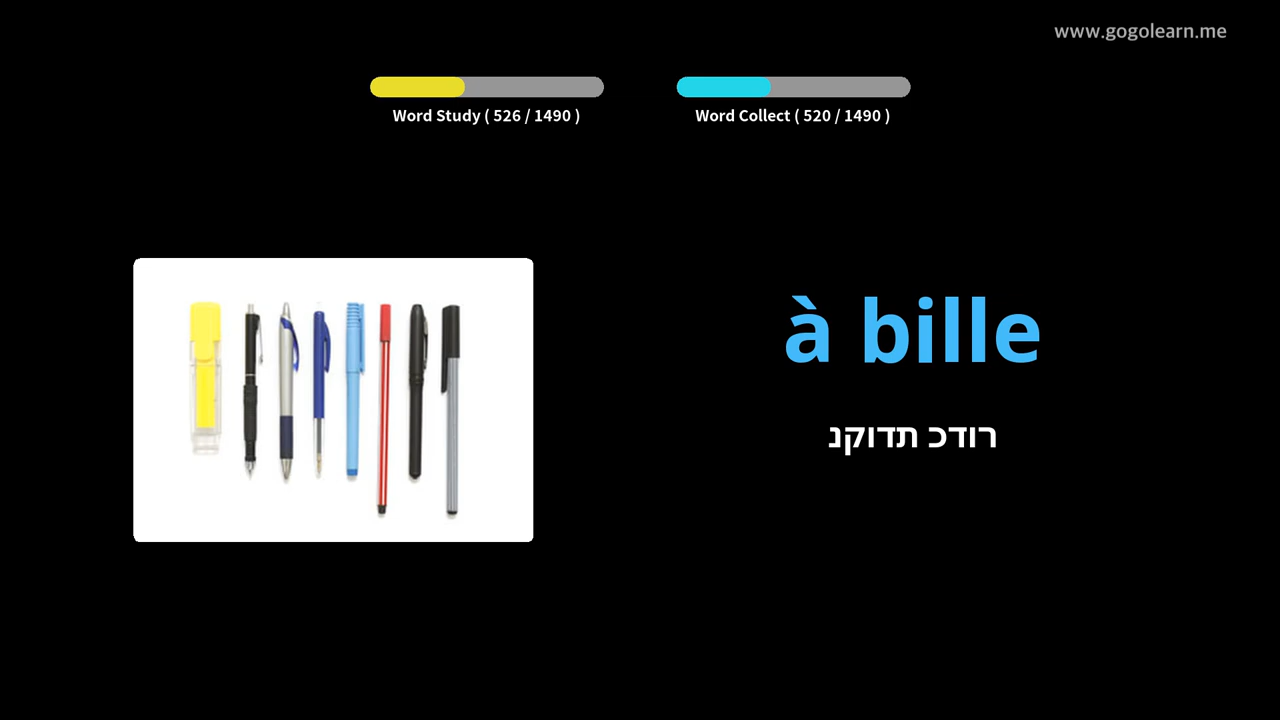 www.gogolearn.me
Word Study ( 526 / 1490 )
Word Collect ( 520 / 1490 )
à bille
רודכ תדוקנ